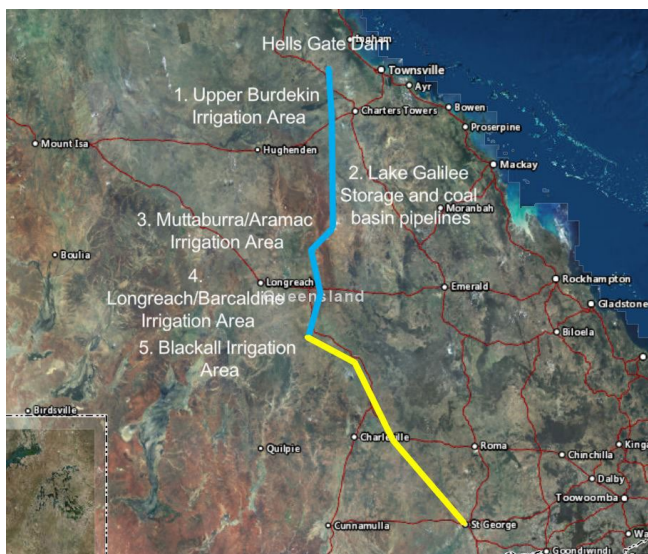 Hells Gate Dam
Ingham
Townsville
Ayr
1. Upper Burdekin
Irrigation Area
Bowen
Charters Towers
Proserpine
Mount Isa
Hughenden
Mackay
2. Lake Galilee
Storage and coal
basin pipelines
Moranbah
3. Muttaburra/Aramac
Irrigation Area
Boulia
4.
Longreach/Barcaldine
Irrigation Area
Longreach
Queensland
Emerald
Rockhampton
Gladstone
Biloela
5. Blackall Irrigation
Area
Birdsville
Charleville
Quilpie
Roma
Chinchilla
Kinga
Dalby
Toowoomba
Cunnamulla
St George
Wa
Goondiwindi